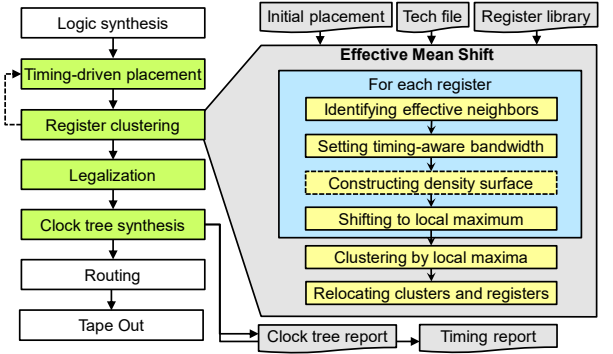 Logic synthesis
Timing-driven placement
Register clustering
Legalization
Clock tree synthesis
Routing
Tape Out
Initial placement
Tech file
Register library
Effective Mean Shift
For each register
Identifying effective neighbors
Setting timing-aware bandwidth
Constructing density surface
Shifting to local maximum
Clustering by local maxima
Relocating clusters and registers
Clock tree report
Timing report